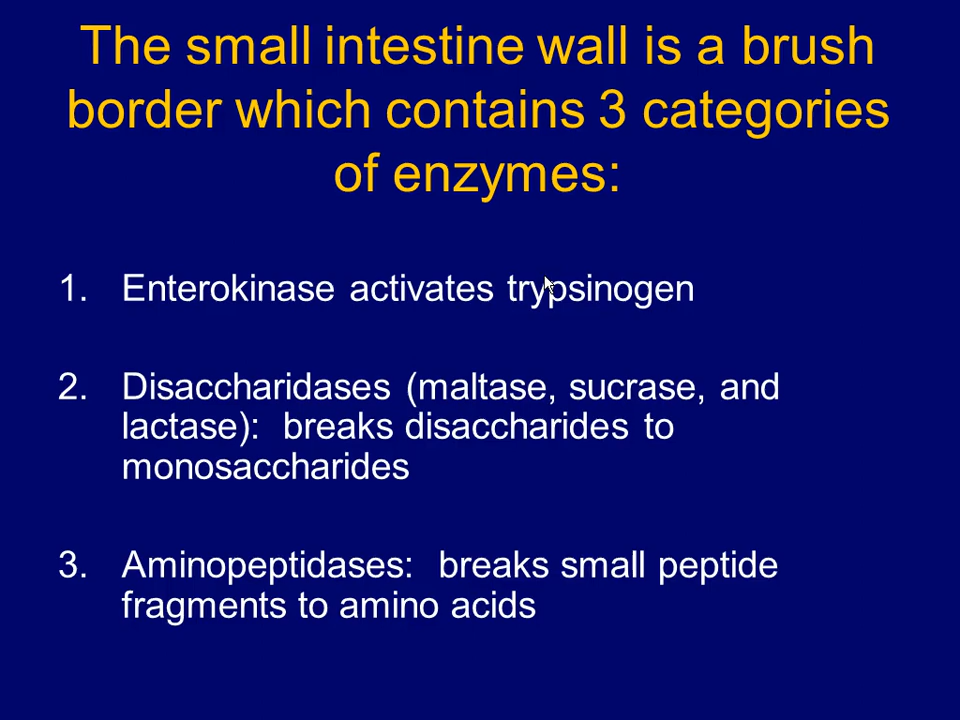 The small intestine wall is a brush
border which contains 3 categories
of enzymes:
1. Enterokinase activates trypsinogen
2. Disaccharidases (maltase, sucrase, and
lactase): breaks disaccharides to
monosaccharides
3. Aminopeptidases: breaks small peptide
fragments to amino acids